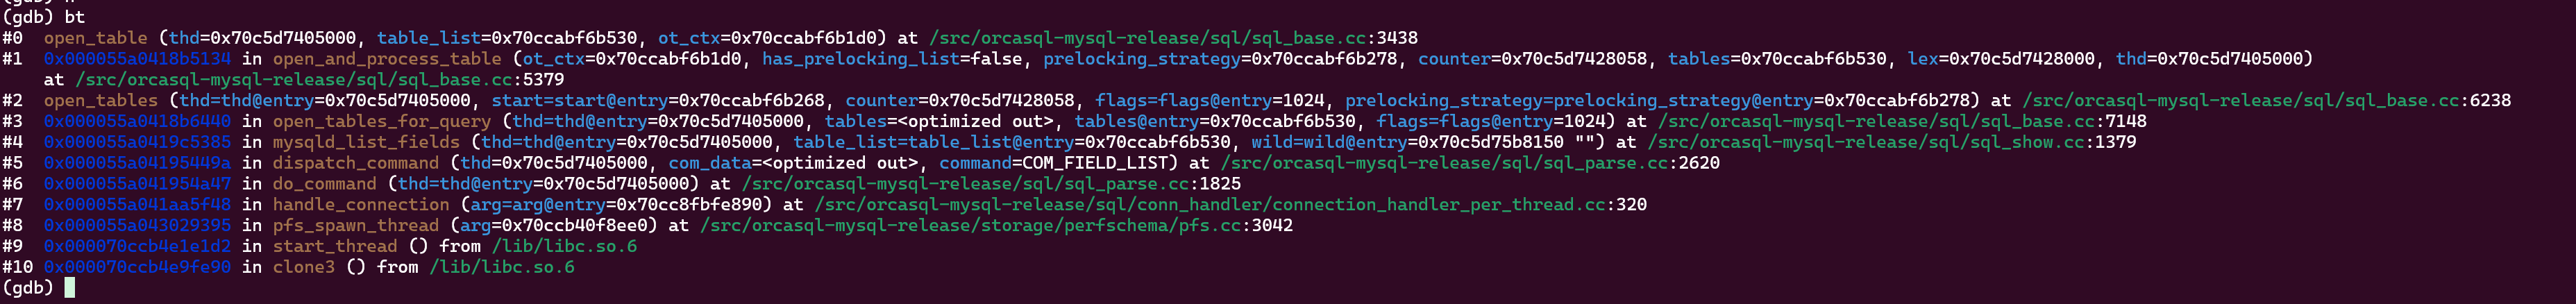 (gdb) bt
#0  open_table (thd=0x70c5d7405000, table_list=0x70ccabf6b530, ot_ctx=0x70ccabf6b1d0) at /src/orcasql-mysql-release/sql/sql_base.cc:3438
#1  0x000055a0418b5134 in open_and_process_table (ot_ctx=0x70ccabf6b1d0, has_prelocking_list=false, prelocking_strategy=0x70ccabf6b278, counter=0x70c5d7428058, tables=0x70ccabf6b530, lex=0x70c5d7428000, thd=0x70c5d7405000)
    at /src/orcasql-mysql-release/sql/sql_base.cc:5379
#2  open_tables (thd=thd@entry=0x70c5d7405000, start=start@entry=0x70ccabf6b268, counter=0x70c5d7428058, flags=flags@entry=1024, prelocking_strategy=prelocking_strategy@entry=0x70ccabf6b278) at /src/orcasql-mysql-release/sql/sql_base.cc:6238
#3  0x000055a0418b6440 in open_tables_for_query (thd=thd@entry=0x70c5d7405000, tables=<optimized out>, tables@entry=0x70ccabf6b530, flags=flags@entry=1024) at /src/orcasql-mysql-release/sql/sql_base.cc:7148
#4  0x000055a0419c5385 in mysqld_list_fields (thd=thd@entry=0x70c5d7405000, table_list=table_list@entry=0x70ccabf6b530, wild=wild@entry=0x70c5d75b8150 "") at /src/orcasql-mysql-release/sql/sql_show.cc:1379
#5  0x000055a04195449a in dispatch_command (thd=0x70c5d7405000, com_data=<optimized out>, command=COM_FIELD_LIST) at /src/orcasql-mysql-release/sql/sql_parse.cc:2620
#6  0x000055a041954a47 in do_command (thd=thd@entry=0x70c5d7405000) at /src/orcasql-mysql-release/sql/sql_parse.cc:1825
#7  0x000055a041aa5f48 in handle_connection (arg=arg@entry=0x70cc8fbfe890) at /src/orcasql-mysql-release/sql/conn_handler/connection_handler_per_thread.cc:320
#8  0x000055a043029395 in pfs_spawn_thread (arg=0x70ccb40f8ee0) at /src/orcasql-mysql-release/storage/perfschema/pfs.cc:3042
#9  0x000070ccb4e1e1d2 in start_thread () from /lib/libc.so.6
#10 0x000070ccb4e9fe90 in clone3 () from /lib/libc.so.6
(gdb)